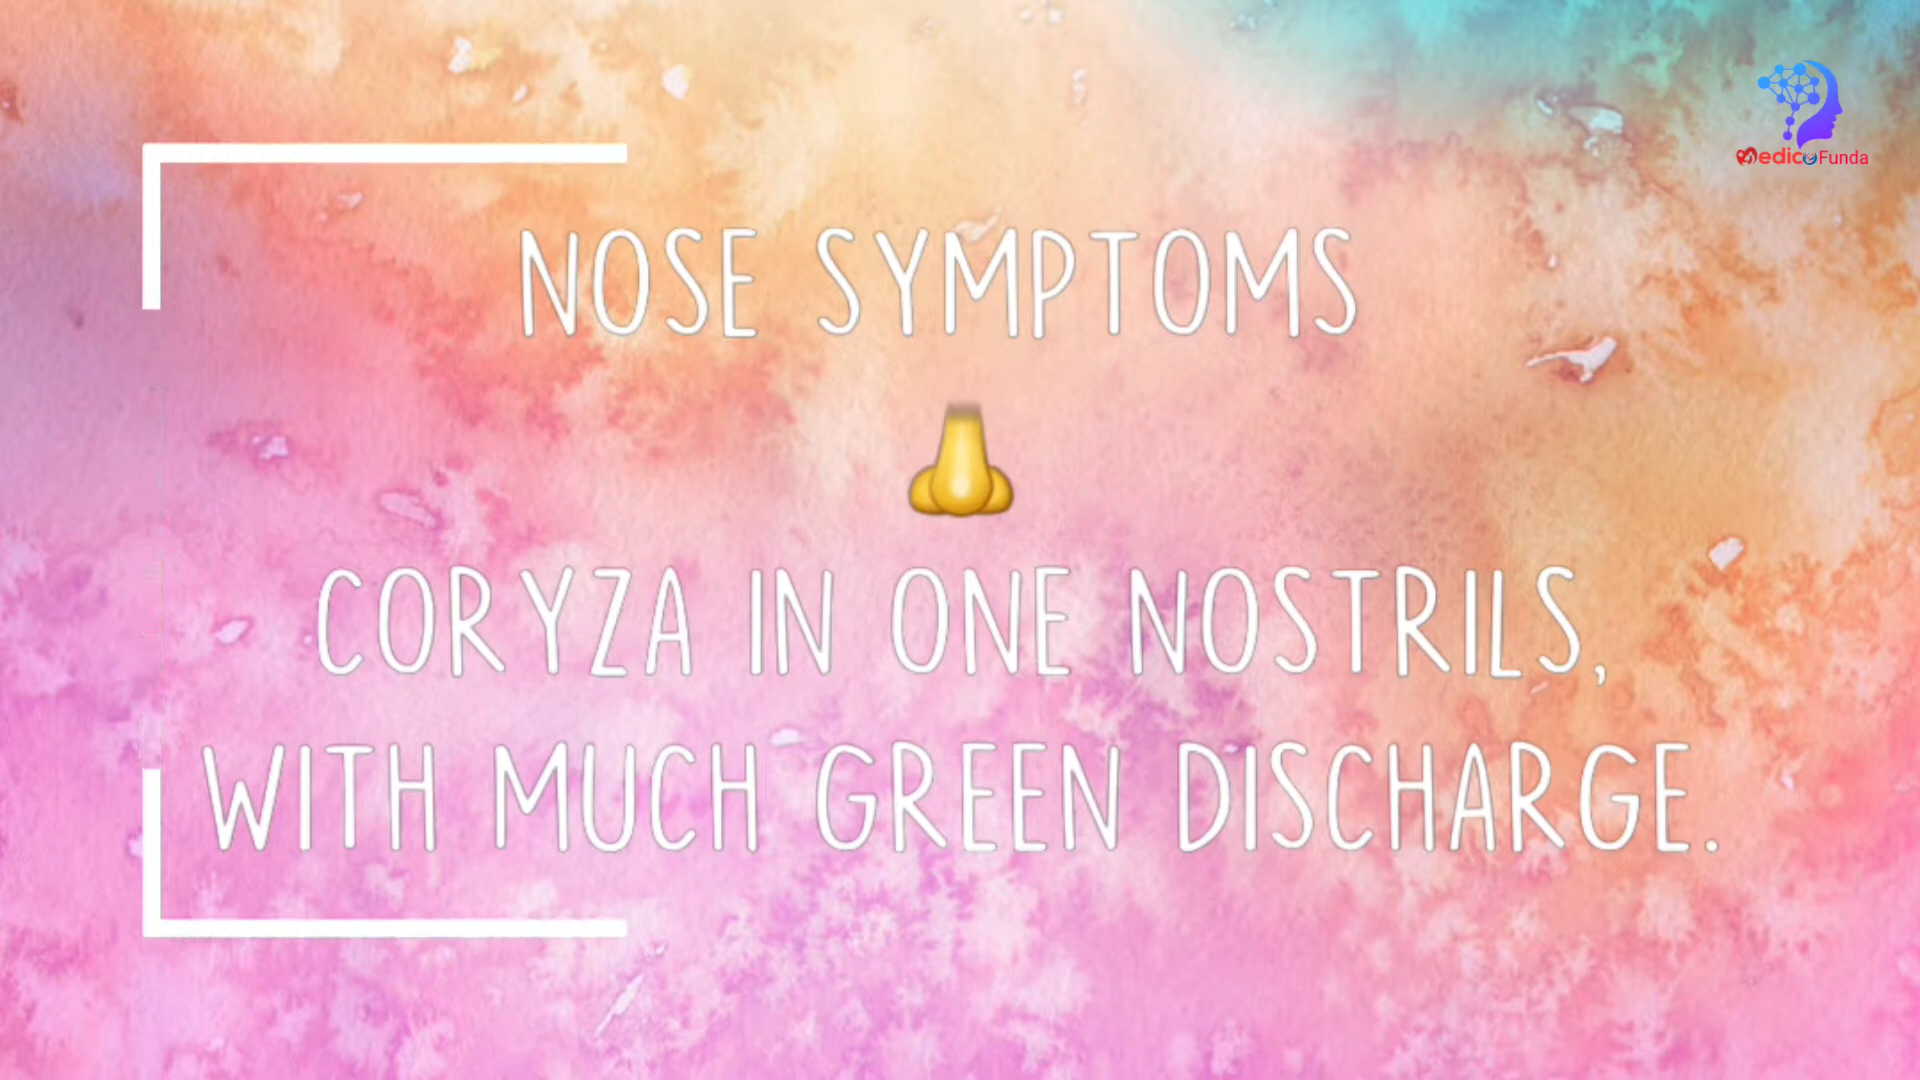 MedicoFunda
NOSE SYMPTOMS
CORYZA IN ONE NOSTRILS,
WITH MUCH GREEN DISCHARGE.